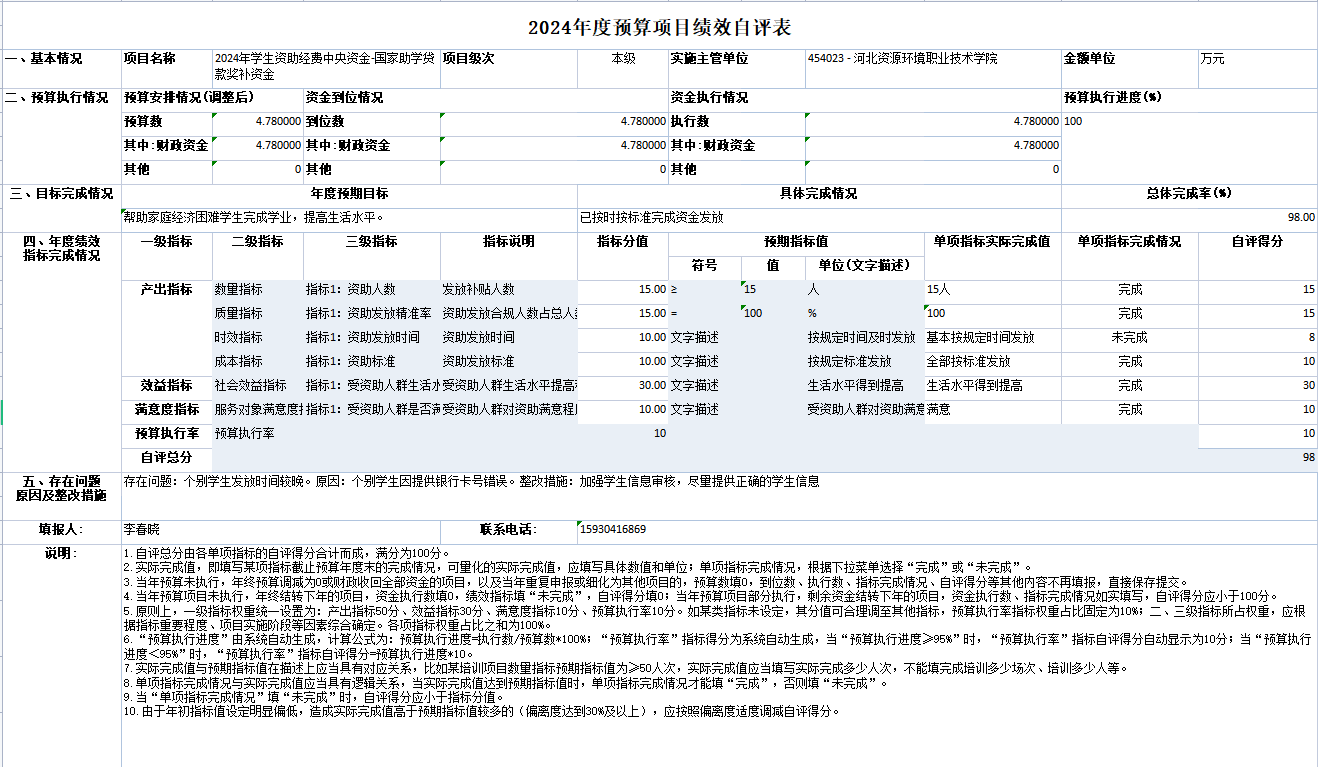 2024年度预算项目绩效自评表
一、基本情况 项目名称 2024年学生资助经费中央资金-国家助学贷款奖补资金 项目级次 本级 实施主管单位 454023 - 河北资源环境职业技术学院 金额单位 万元
二、预算执行情况 预算安排情况(调整后) 资金到位情况 资金执行情况 预算执行进度(%)
预算数 4.780000 到位数 4.780000 执行数 4.780000 100
其中:财政资金 4.780000 其中:财政资金 4.780000 其中:财政资金 4.780000
其他 0 其他 0 其他 0
三、目标完成情况 年度预期目标 具体完成情况 总体完成率(%)
帮助家庭经济困难学生完成学业，提高生活水平。 已按时按标准完成资金发放 98.00
四、年度绩效指标完成情况 一级指标 二级指标 三级指标 指标说明 指标分值 预期指标值 单项指标实际完成值 单项指标完成情况 自评得分
符号 值 单位(文字描述)
产出指标 数量指标 指标1：资助人数 发放补贴人数 15.00 ≥ 15 人 15人 完成 15
质量指标 指标1：资助发放精准率 资助发放合规人数占总人 15.00 = 100 % 100 完成 15
时效指标 指标1：资助发放时间 资助发放时间 10.00 文字描述 按规定时间及时发放 基本按规定时间发放 未完成 8
成本指标 指标1：资助标准 资助发放标准 10.00 文字描述 按规定标准发放 全部按标准发放 完成 10
效益指标 社会效益指标 指标1：受资助人群生活 受资助人群生活水平提高 30.00 文字描述 生活水平得到提高 生活水平得到提高 完成 30
满意度指标 服务对象满意度 指标1：受资助人群是否 受资助人群对资助满意程 10.00 文字描述 受资助人群对资助满 满意 完成 10
预算执行率 预算执行率 10 10
自评总分 98
五、存在问题原因及整改措施 存在问题：个别学生发放时间较晚。原因：个别学生因提供银行卡号错误。整改措施：加强学生信息审核，尽量提供正确的学生信息
填报人: 李春晓 联系电话: 15930416869
说明: 1.自评总分由各单项指标的自评得分合计而成，满分为100分。
2.实际完成值，即填写某项指标截止预算年度末的完成情况，可量化的实际完成值，应填写具体数值和单位；单项指标完成情况，根据下拉菜单选择“完成”或“未完成”。
3.当年预算未执行，年终预算调减为0或财政收回全部资金的项目，以及当年重复申报或细化为其他项目的，预算数填0，到位数、执行数、指标完成情况、自评得分等其他内容不再填报，直接保存提交。
4.当年预算项目未执行，年终结转下年的项目，资金执行数填0，绩效指标填“未完成”，自评得分填0；当年预算项目部分执行，剩余资金结转下年的项目，资金执行数、指标完成情况如实填写，自评得分应小于100分。
5.原则上，一级指标权重统一设置为：产出指标50分、效益指标30分、满意度指标10分、预算执行率10分。如某类指标未设定，其分值可合理调至其他指标，预算执行率指标权重占比固定为10%；二、三级指标所占权重，应根
据指标重要程度、项目实施阶段等因素综合确定。各项指标权重占比之和为100%。
6.“预算执行进度”由系统自动生成，计算公式为：预算执行进度=执行数/预算数*100%；“预算执行率”指标得分为系统自动生成，当“预算执行进度≥95%”时，“预算执行率”指标自评得分自动显示为10分；当“预算执行
进度＜95%”时，“预算执行率”指标自评得分=预算执行进度*10。
7.实际完成值与预期指标值在描述上应当具有对应关系，比如某培训项目数量指标预期指标值为≥50人次，实际完成值应当填写实际完成多少人次，不能填完成培训多少场次、培训多少人等。
8.单项指标完成情况与实际完成值应当具有逻辑关系，当实际完成值达到预期指标值时，单项指标完成情况才能填“完成”，否则填“未完成”。
9.当“单项指标完成情况”填“未完成”时，自评得分应小于指标分值。
10.由于年初指标值设定明显偏低，造成实际完成值高于预期指标值较多的（偏离度达到30%及以上），应按照偏离度适度调减自评得分。